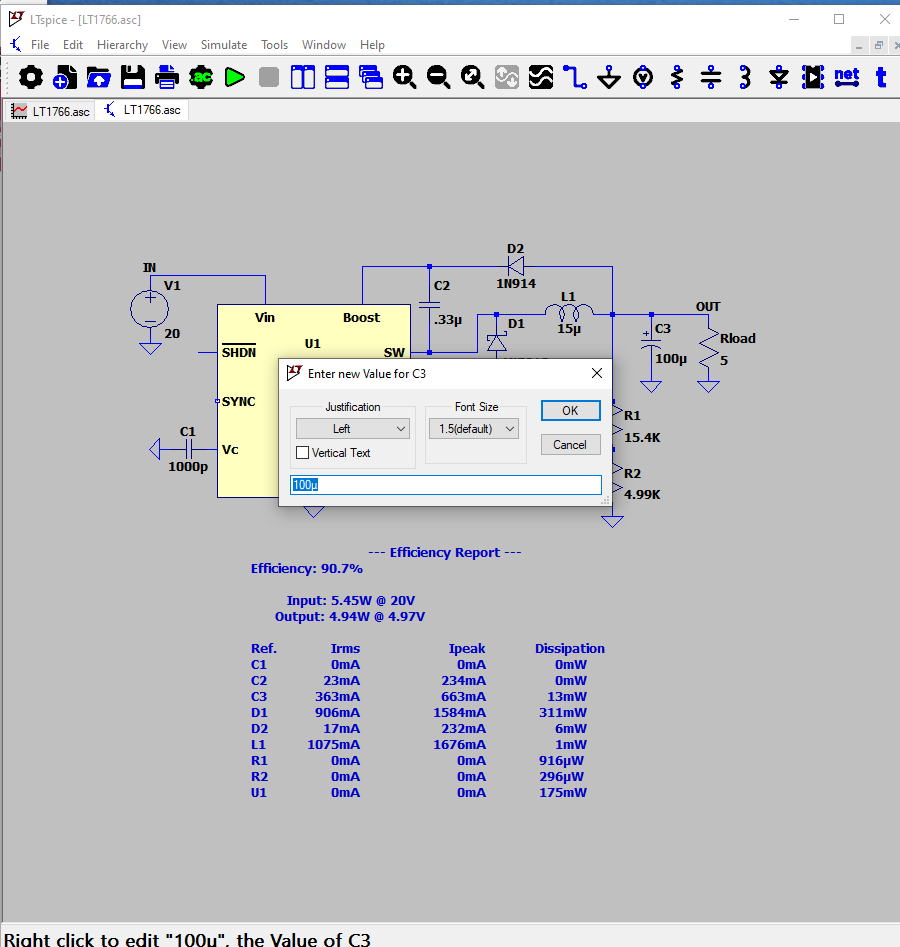 LTspice - [LT1766.asc]
File Edit Hierarchy View Simulate Tools Window Help
ac
net
t
LT1766.asc
LT1766.asc
D2
1N914
IN
V1
20
C2
.33µ
L1
15µ
OUT
Vin
Boost
U1
SHDN
SW
D1
C3
100µ
Rload
5
SYNC
C1
1000p
Vc
R1
15.4K
R2
4.99K
Enter new Value for C3
Justification
Left
Vertical Text
Font Size
1.5(default)
OK
Cancel
100µ
--- Efficiency Report ---
Efficiency: 90.7%
Input: 5.45W @ 20V
Output: 4.94W @ 4.97V
Ref. Irms Ipeak Dissipation
C1 0mA 0mA 0mW
C2 23mA 234mA 0mW
C3 363mA 663mA 13mW
D1 906mA 1584mA 311mW
D2 17mA 232mA 6mW
L1 1075mA 1676mA 1mW
R1 0mA 0mA 916µW
R2 0mA 0mA 296µW
U1 0mA 0mA 175mW
Right click to edit "100µ", the Value of C3